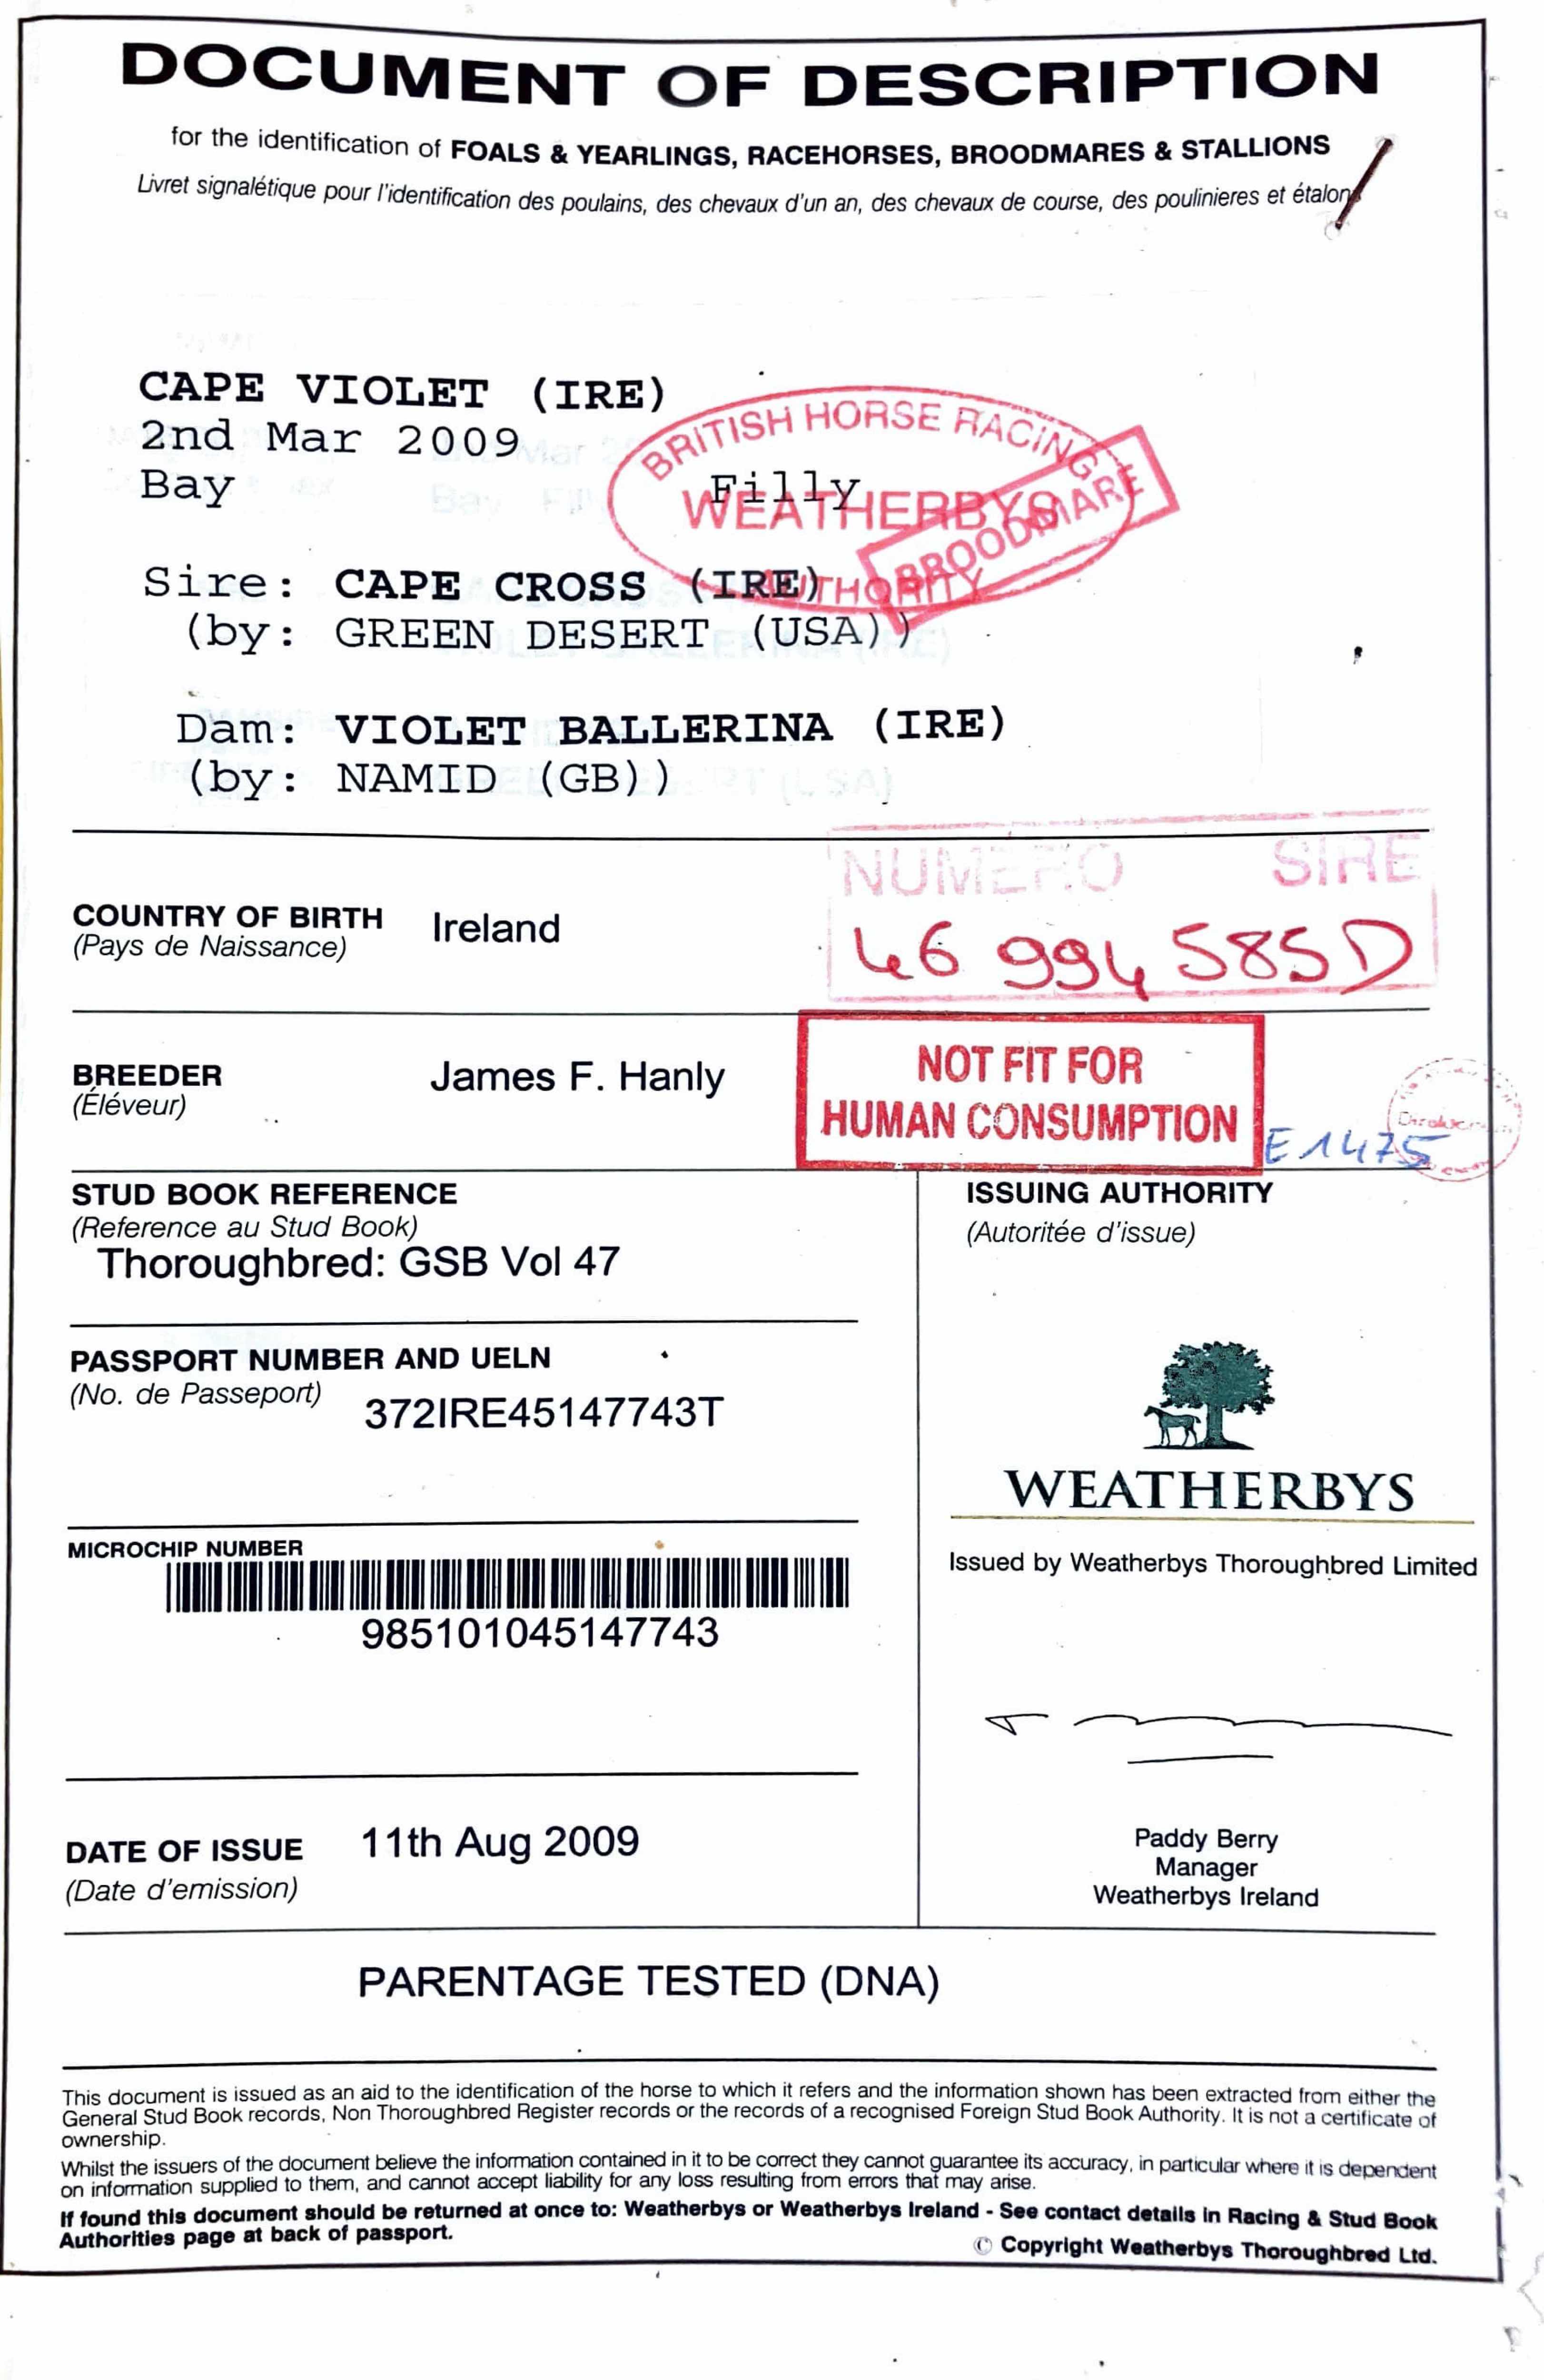 DOCUMENT OF DESCRIPTION
for the identification of FOALS & YEARLINGS, RACEHORSES, BROODMARES & STALLIONS
Livret signalétique pour l'identification des poulains, des chevaux d'un an, des chevaux de course, des poulinieres et étalons
CAPE VIOLET (IRE)
2nd Mar 2009
Bay Filly
BRITISH HORSE RACING
WEATHERBYS
AUTHORITY
BROODMARE
Sire: CAPE CROSS (IRE)
(by: GREEN DESERT (USA))
Dam: VIOLET BALLERINA (IRE)
(by: NAMID (GB))
NUMERO SIRE
46 994 585D
COUNTRY OF BIRTH Ireland
(Pays de Naissance)
BREEDER James F. Hanly
(Éléveur)
NOT FIT FOR
HUMAN CONSUMPTION
E1475
STUD BOOK REFERENCE
(Reference au Stud Book)
Thoroughbred: GSB Vol 47
ISSUING AUTHORITY
(Autoritée d'issue)
PASSPORT NUMBER AND UELN
(No. de Passeport)
372IRE45147743T
WEATHERBYS
Issued by Weatherbys Thoroughbred Limited
MICROCHIP NUMBER
985101045147743
DATE OF ISSUE 11th Aug 2009
(Date d'emission)
Paddy Berry
Manager
Weatherbys Ireland
PARENTAGE TESTED (DNA)
This document is issued as an aid to the identification of the horse to which it refers and the information shown has been extracted from either the
General Stud Book records, Non Thoroughbred Register records or the records of a recognised Foreign Stud Book Authority. It is not a certificate of
ownership.
Whilst the issuers of the document believe the information contained in it to be correct they cannot guarantee its accuracy, in particular where it is dependent
on information supplied to them, and cannot accept liability for any loss resulting from errors that may arise.
If found this document should be returned at once to: Weatherbys or Weatherbys Ireland - See contact details in Racing & Stud Book
Authorities page at back of passport.
© Copyright Weatherbys Thoroughbred Ltd.